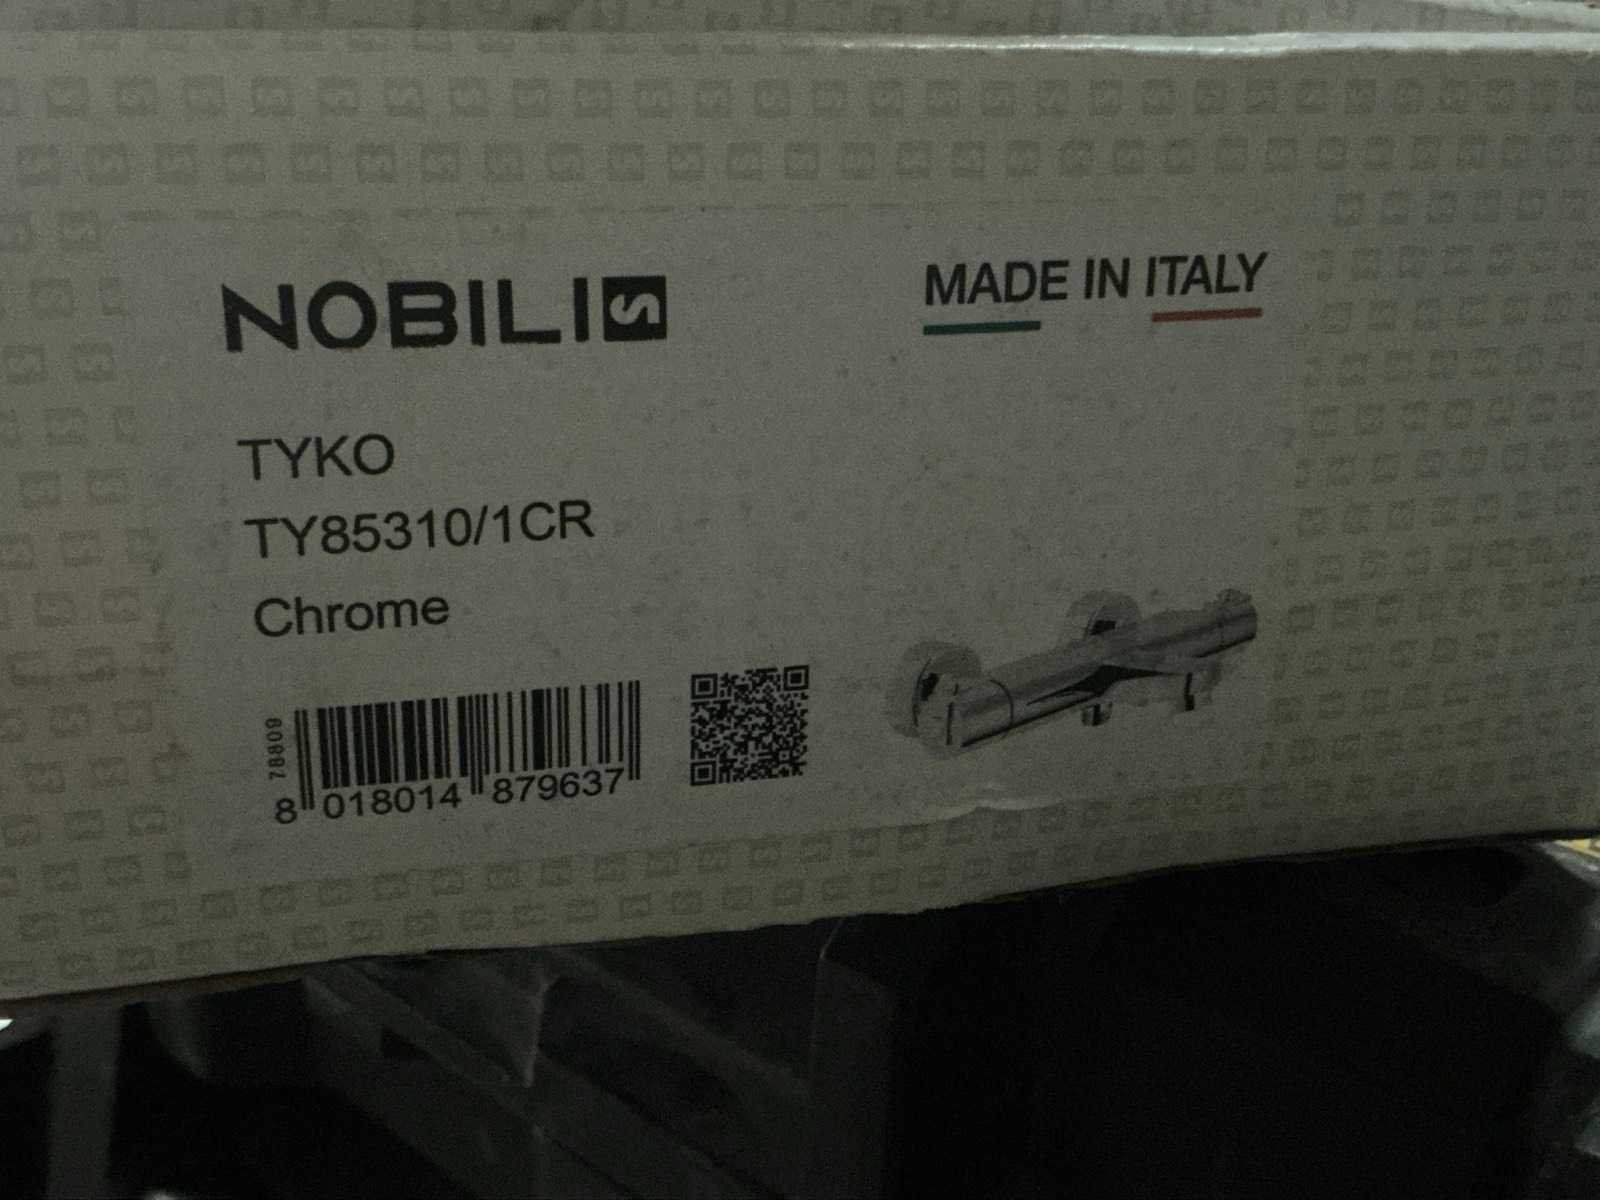 NOBILI
MADE IN ITALY
TYKO
TY85310/1CR
Chrome
78809
8 018014 879637